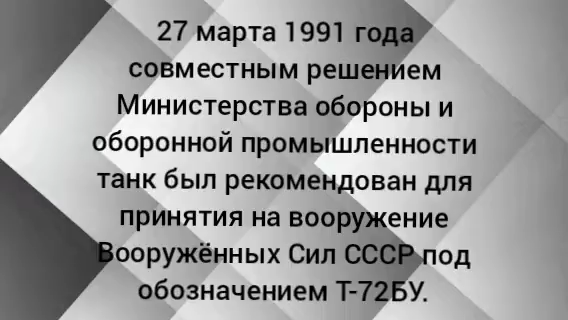 27 марта 1991 года
совместным решением
Министерства обороны и
оборонной промышленности
танк был рекомендован для
принятия на вооружение
Вооружённых Сил СССР под
обозначением Т-72БУ.